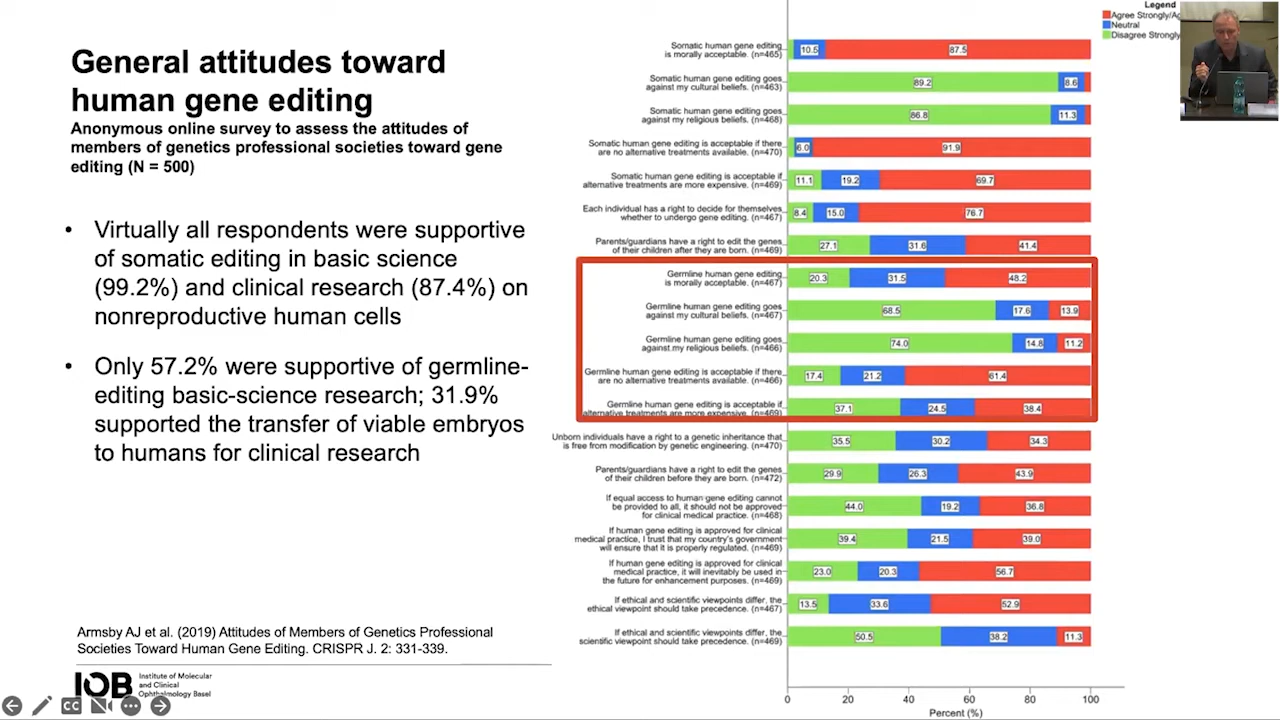 General attitudes toward
human gene editing
Anonymous online survey to assess the attitudes of
members of genetics professional societies toward gene
editing (N = 500)
• Virtually all respondents were supportive
of somatic editing in basic science
(99.2%) and clinical research (87.4%) on
nonreproductive human cells
• Only 57.2% were supportive of germline-
editing basic-science research; 31.9%
supported the transfer of viable embryos
to humans for clinical research
Armsby AJ et al. (2019) Attitudes of Members of Genetics Professional
Societies Toward Human Gene Editing. CRISPR J. 2: 331-339.
IOB
Institute of Molecular
and Clinical
Ophthalmology Basel
CC
Legend
Agree Strongly/Ag
Neutral
Disagree Strongly
Somatic human gene editing
is morally acceptable. (n=465)
10.5 87.5
Somatic human gene editing goes
against my cultural beliefs. (n=463)
89.2 8.6
Somatic human gene editing goes
against my religious beliefs. (n=468)
86.8 11.3
Somatic human gene editing is acceptable if there
are no alternative treatments available. (n=470)
6.0 91.9
Somatic human gene editing is acceptable if
alternative treatments are more expensive. (n=469)
11.1 19.2 69.7
Each individual has a right to decide for themselves
whether to undergo gene editing. (n=467)
8.4 15.0 76.7
Parents/guardians have a right to edit the genes
of their children after they are born. (n=469)
27.1 31.6 41.4
Germline human gene editing
is morally acceptable. (n=467)
20.3 31.5 48.2
Germline human gene editing goes
against my cultural beliefs. (n=467)
68.5 17.6 13.9
Germline human gene editing goes
against my religious beliefs. (n=466)
74.0 14.8 11.2
Germline human gene editing is acceptable if there
are no alternative treatments available. (n=466)
17.4 21.2 61.4
Germline human gene editing is acceptable if
alternative treatments are more expensive. (n=469)
37.1 24.5 38.4
Unborn individuals have a right to a genetic inheritance that
is free from modification by genetic engineering. (n=470)
35.5 30.2 34.3
Parents/guardians have a right to edit the genes
of their children before they are born. (n=472)
29.9 26.3 43.9
If equal access to human gene editing cannot
be provided to all, it should not be approved
for clinical medical practice. (n=468)
44.0 19.2 36.8
If human gene editing is approved for clinical
medical practice, I trust that my country's government
will ensure that it is properly regulated. (n=469)
39.4 21.5 39.0
If human gene editing is approved for clinical
medical practice, it will inevitably be used in
the future for enhancement purposes. (n=469)
23.0 20.3 56.7
If ethical and scientific viewpoints differ, the
ethical viewpoint should take precedence. (n=467)
13.5 33.6 52.9
If ethical and scientific viewpoints differ, the
scientific viewpoint should take precedence. (n=469)
50.5 38.2 11.3
0 20 40 60 80 100
Percent (%)